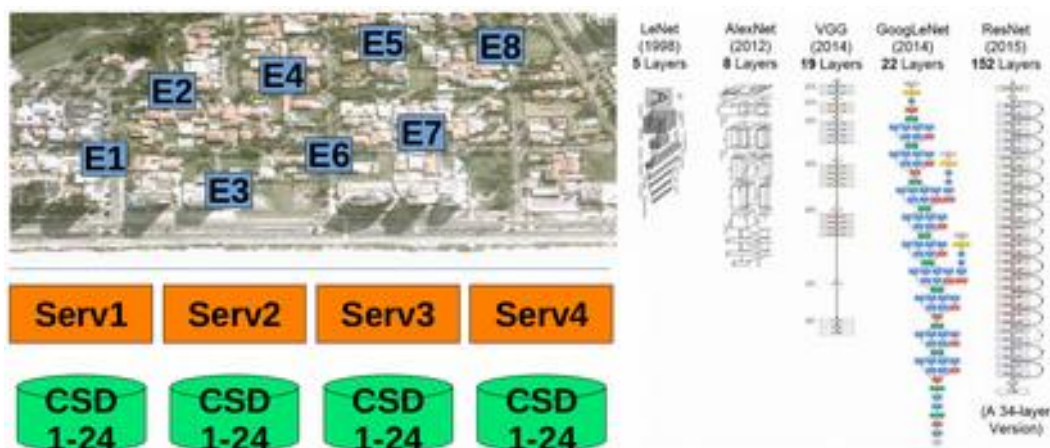 E1
E2
E3
E4
E5
E6
E7
E8
Serv1
Serv2
Serv3
Serv4
CSD
1-24
CSD
1-24
CSD
1-24
CSD
1-24
LeNet
(1998)
5 Layers
AlexNet
(2012)
8 Layers
VGG
(2014)
19 Layers
GoogLeNet
(2014)
22 Layers
ResNet
(2015)
152 Layers
(A 34-layer
Version)